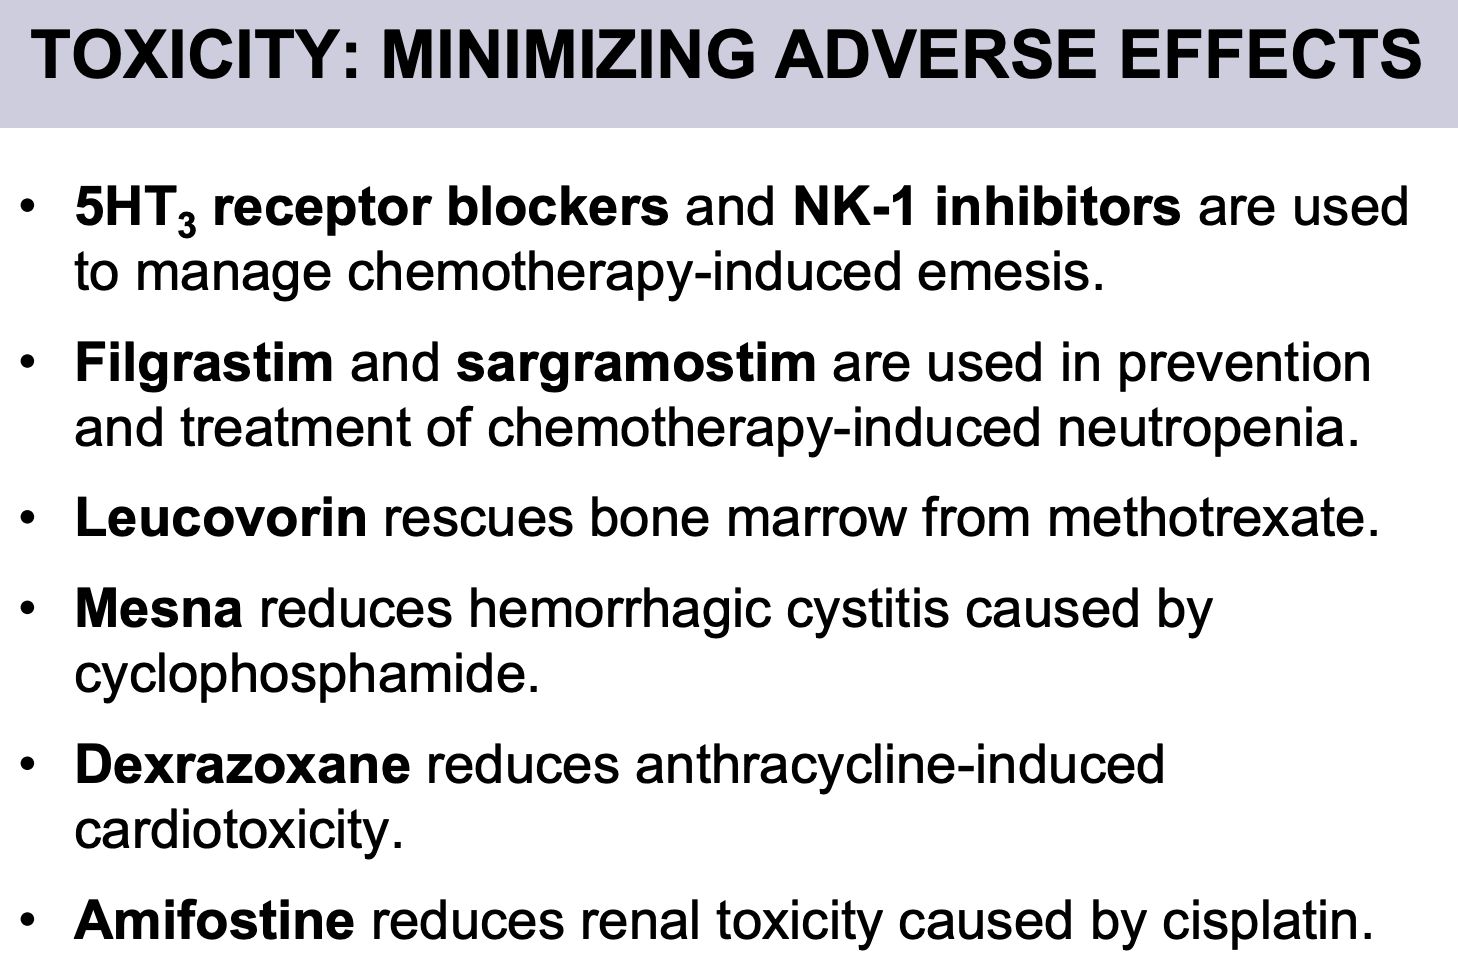 TOXICITY: MINIMIZING ADVERSE EFFECTS
• 5HT₃ receptor blockers and NK-1 inhibitors are used
to manage chemotherapy-induced emesis.
• Filgrastim and sargramostim are used in prevention
and treatment of chemotherapy-induced neutropenia.
• Leucovorin rescues bone marrow from methotrexate.
• Mesna reduces hemorrhagic cystitis caused by
cyclophosphamide.
• Dexrazoxane reduces anthracycline-induced
cardiotoxicity.
• Amifostine reduces renal toxicity caused by cisplatin.